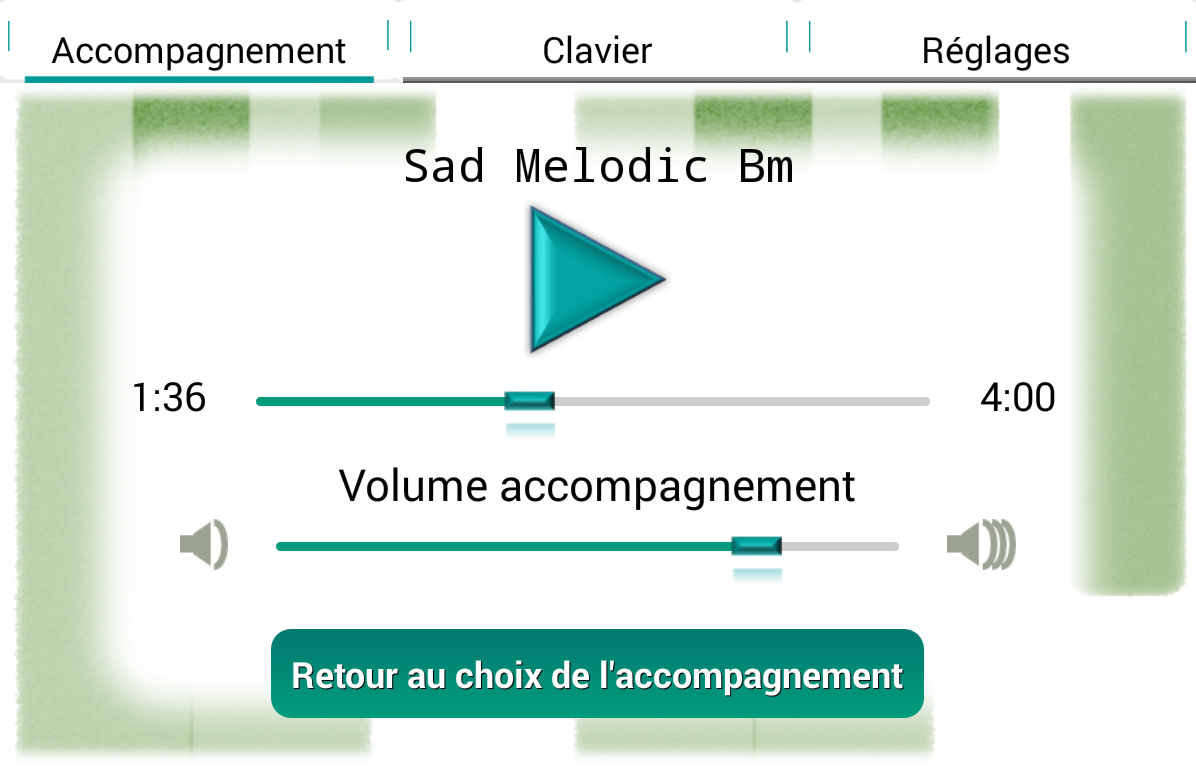 Accompagnement Clavier Réglages
Sad Melodic Bm
1:36 4:00
Volume accompagnement
Retour au choix de l'accompagnement